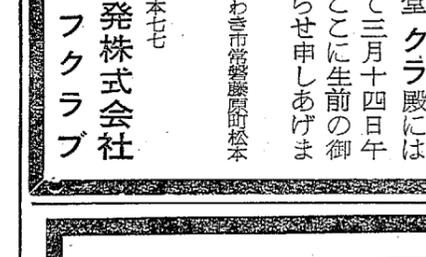 堂 クラ 殿には
て三月十四日午
ここに生前の御
らせ申しあげま
わき市常磐藤原町松本
本七七
発株式会社
フクラブ